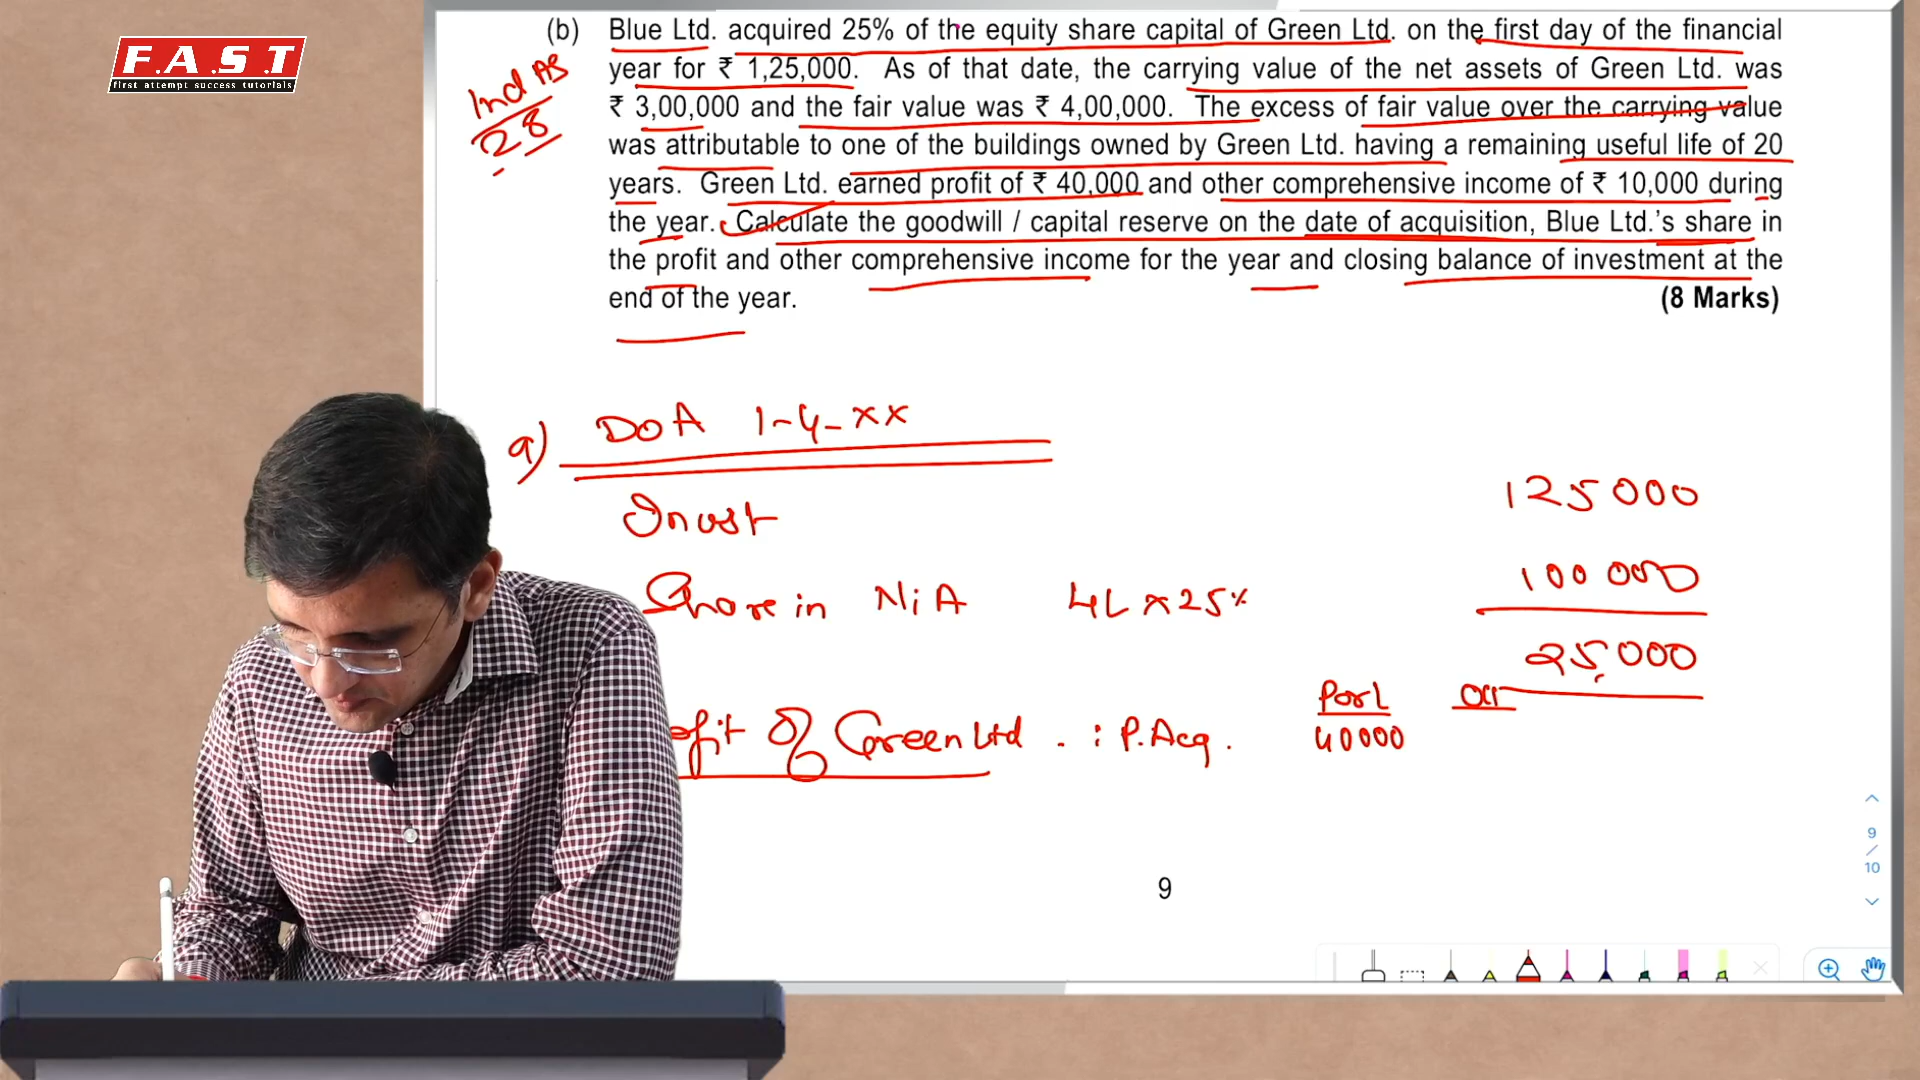 F.A.S.T
first attempt success tutorials
(b) Blue Ltd. acquired 25% of the equity share capital of Green Ltd. on the first day of the financial
year for ₹ 1,25,000. As of that date, the carrying value of the net assets of Green Ltd. was
₹ 3,00,000 and the fair value was ₹ 4,00,000. The excess of fair value over the carrying value
was attributable to one of the buildings owned by Green Ltd. having a remaining useful life of 20
years. Green Ltd. earned profit of ₹ 40,000 and other comprehensive income of ₹ 10,000 during
the year. Calculate the goodwill / capital reserve on the date of acquisition, Blue Ltd.'s share in
the profit and other comprehensive income for the year and closing balance of investment at the
end of the year. (8 Marks)
Ind AS
28
a) DOA 1-4-XX
Invst 125000
Share in NiA 4L x 25% 100 000
25000
Porl OCI
ofit Of Green Ltd . : P.Acq. 40000
9
9
/
10